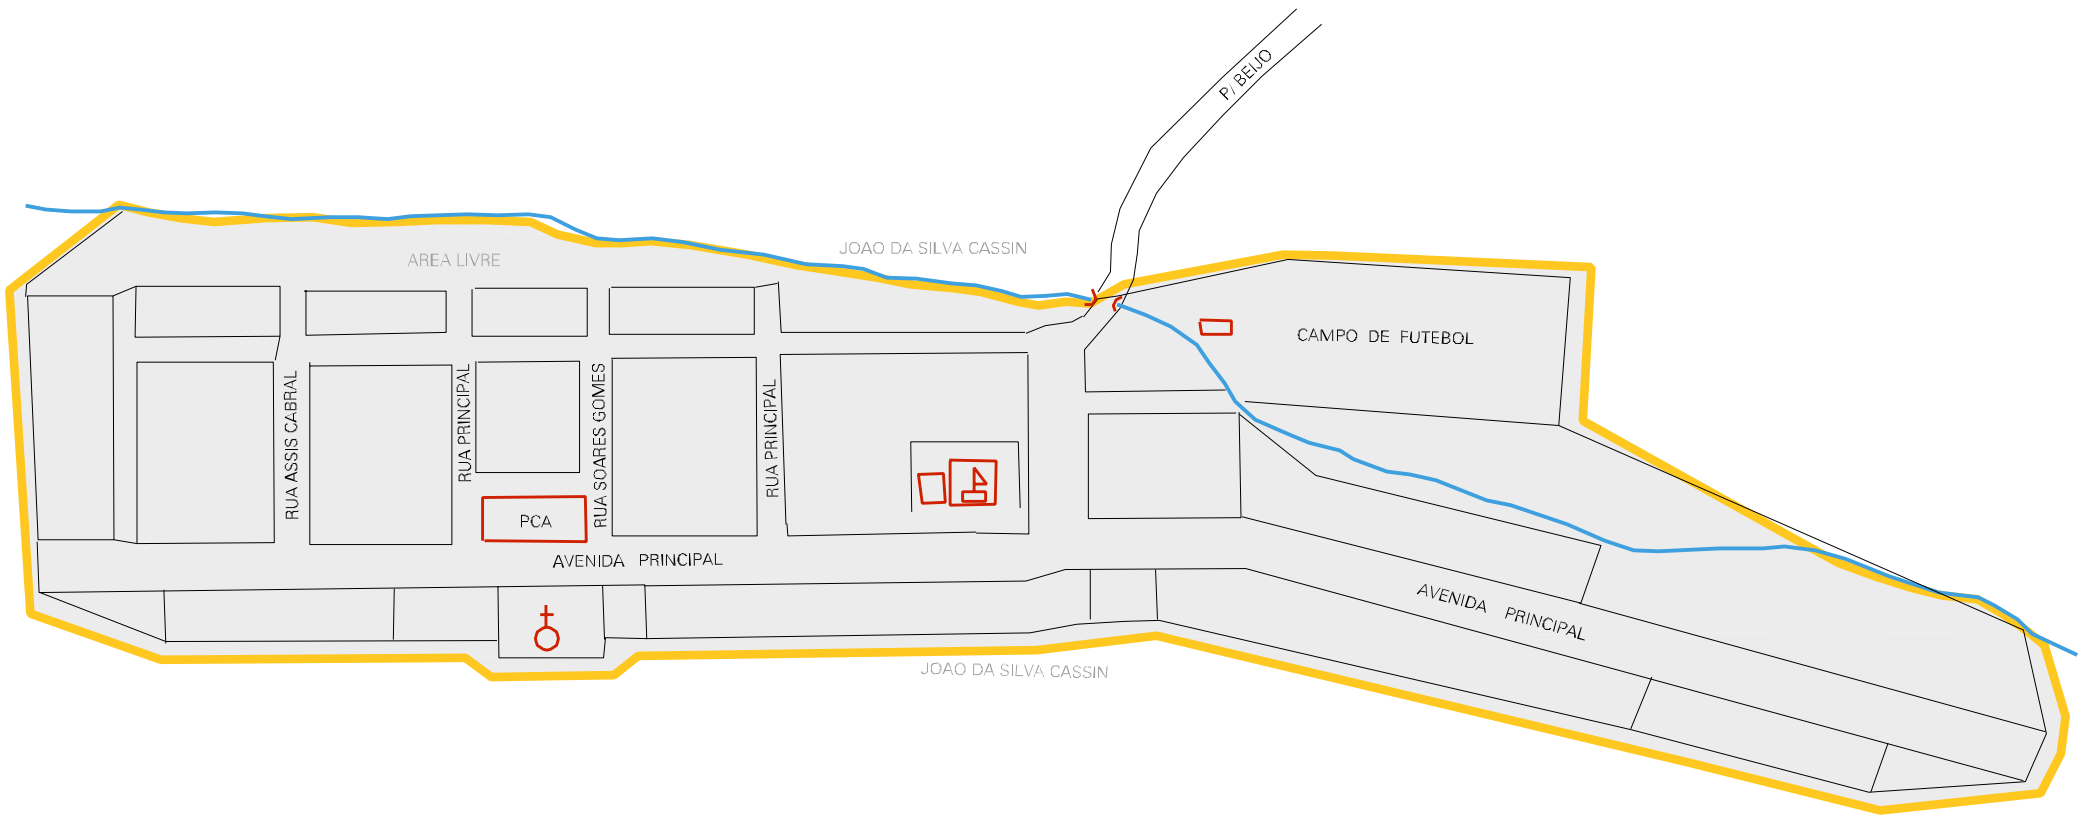 P/ BEIJO
JOAO DA SILVA CASSIN
AREA LIVRE
CAMPO DE FUTEBOL
RUA ASSIS CABRAL
RUA PRINCIPAL
RUA SOARES GOMES
RUA PRINCIPAL
PCA
AVENIDA PRINCIPAL
AVENIDA PRINCIPAL
JOAO DA SILVA CASSIN